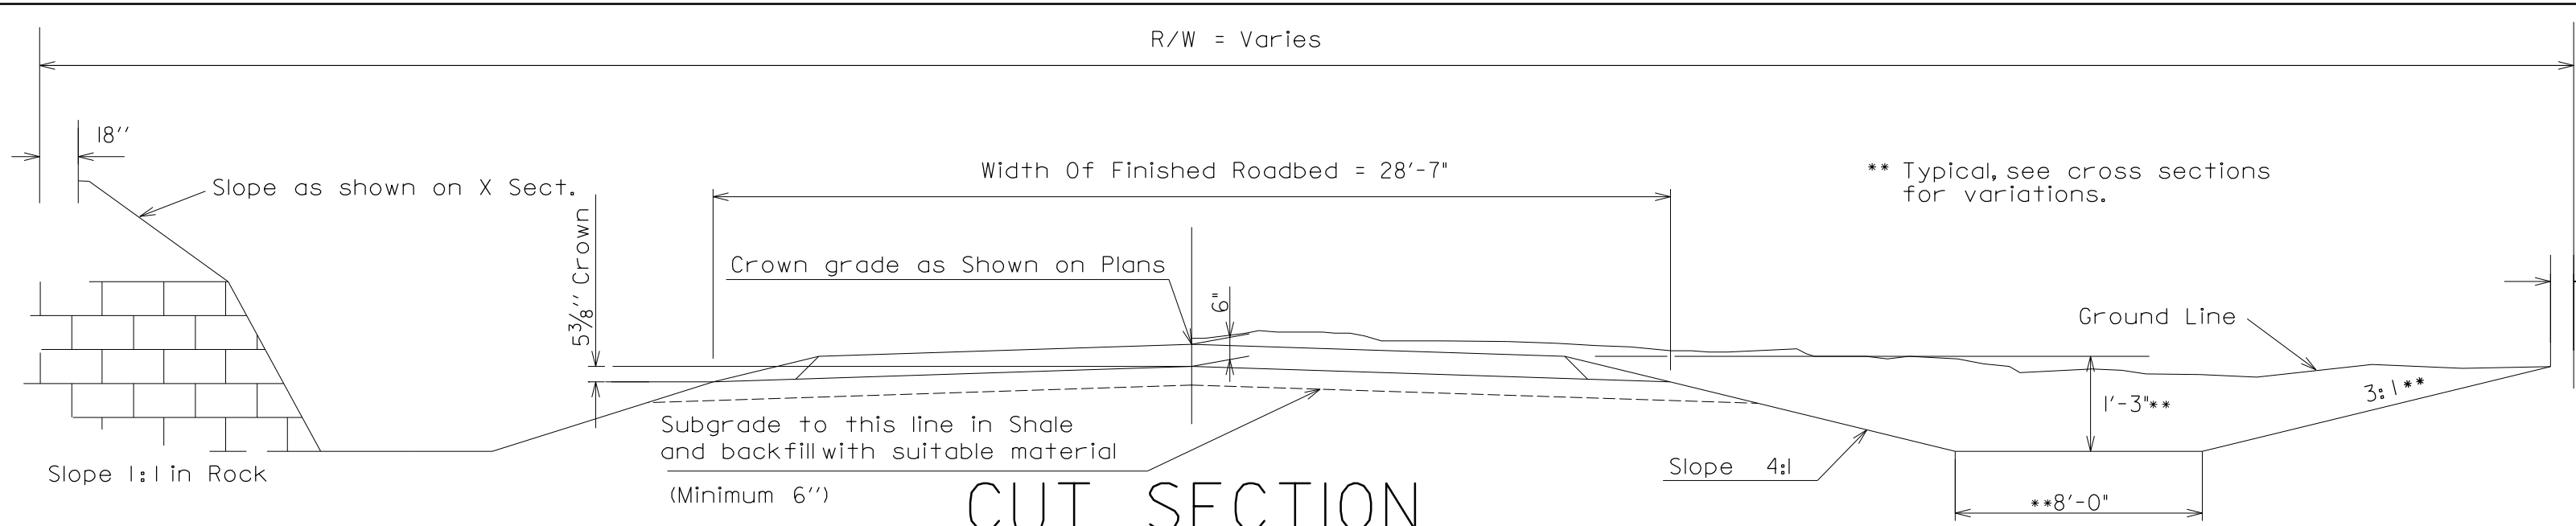 R/W = Varies
18''
Width Of Finished Roadbed = 28'-7"
** Typical, see cross sections
for variations.
Slope as shown on X Sect.
5 3/8'' Crown
Crown grade as Shown on Plans
6"
Ground Line
3:1**
1'-3"**
Subgrade to this line in Shale
and backfill with suitable material
(Minimum 6'')
Slope 4:1
Slope 1:1 in Rock
**8'-0"
CUT SECTION